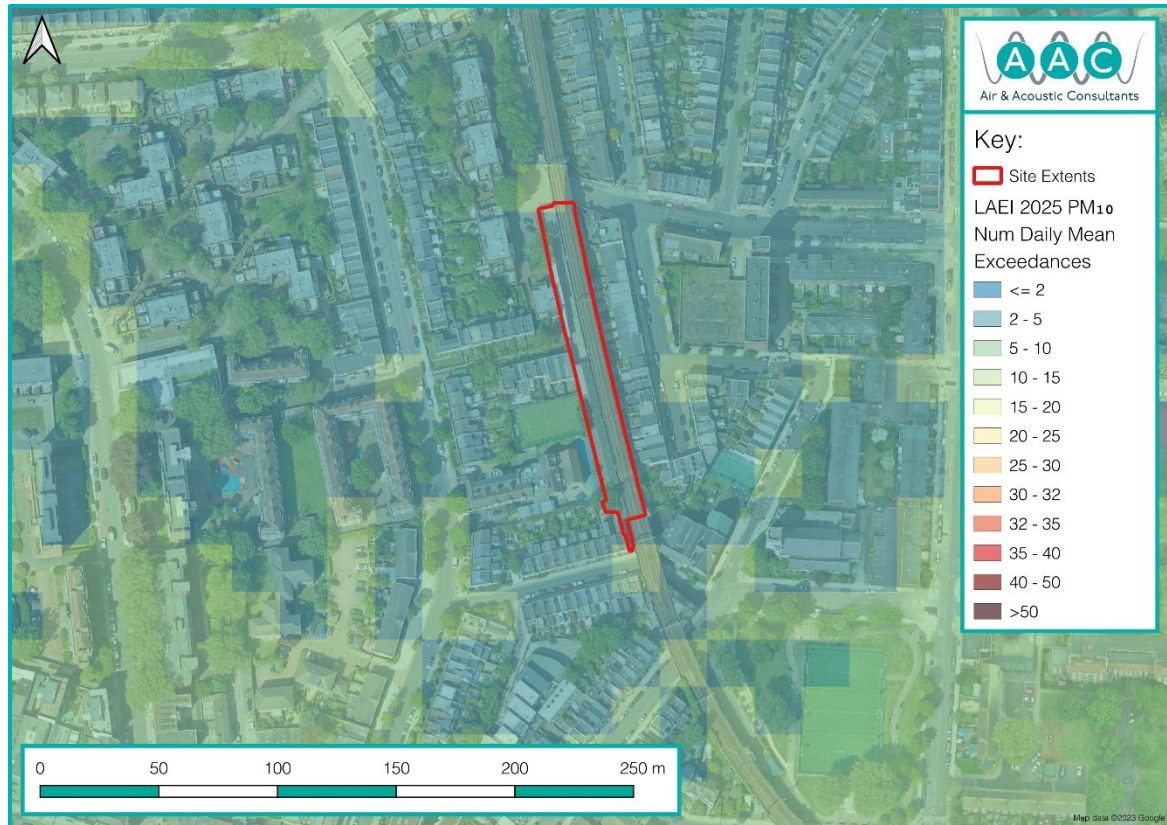 AAC
Air & Acoustic Consultants
Key:
Site Extents
LAEI 2025 PM₁₀
Num Daily Mean
Exceedances
<= 2
2 - 5
5 - 10
10 - 15
15 - 20
20 - 25
25 - 30
30 - 32
32 - 35
35 - 40
40 - 50
>50
0 50 100 150 200 250 m
Map data ©2023 Google